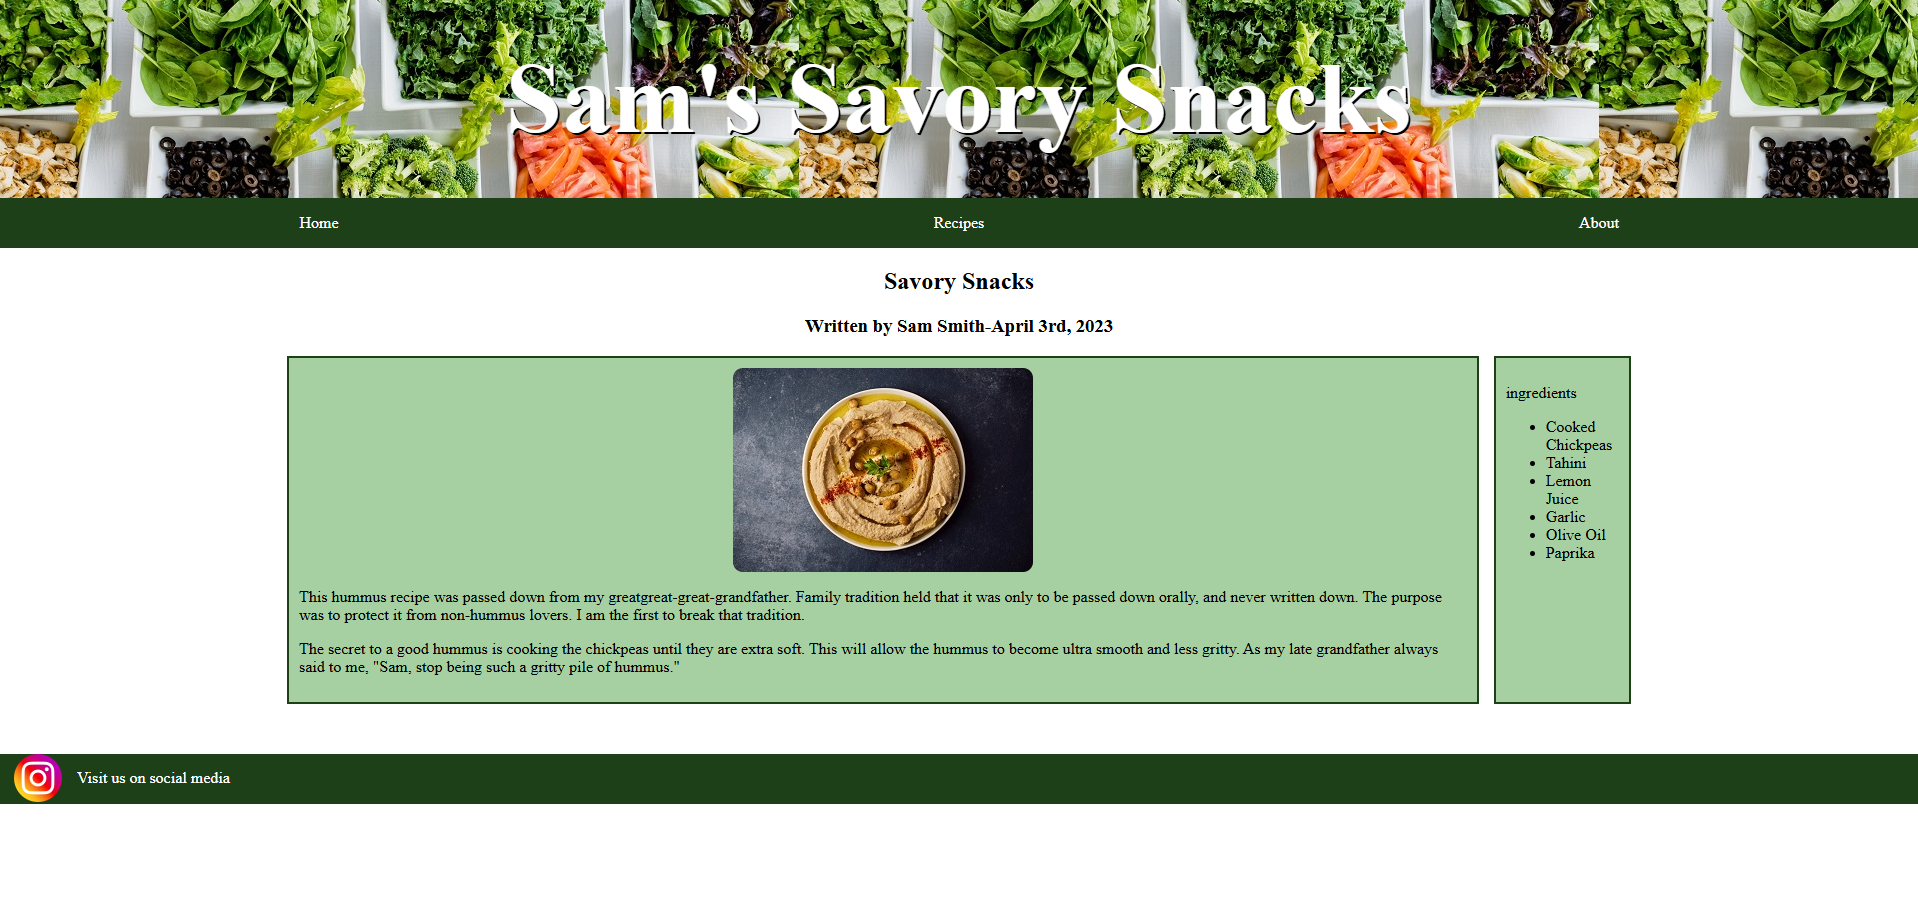 Sam's Savory Snacks
Home
Recipes
About
Savory Snacks
Written by Sam Smith-April 3rd, 2023
This hummus recipe was passed down from my greatgreat-great-grandfather. Family tradition held that it was only to be passed down orally, and never written down. The purpose
was to protect it from non-hummus lovers. I am the first to break that tradition.
The secret to a good hummus is cooking the chickpeas until they are extra soft. This will allow the hummus to become ultra smooth and less gritty. As my late grandfather always
said to me, "Sam, stop being such a gritty pile of hummus."
ingredients
Cooked
Chickpeas
Tahini
Lemon
Juice
Garlic
Olive Oil
Paprika
Visit us on social media